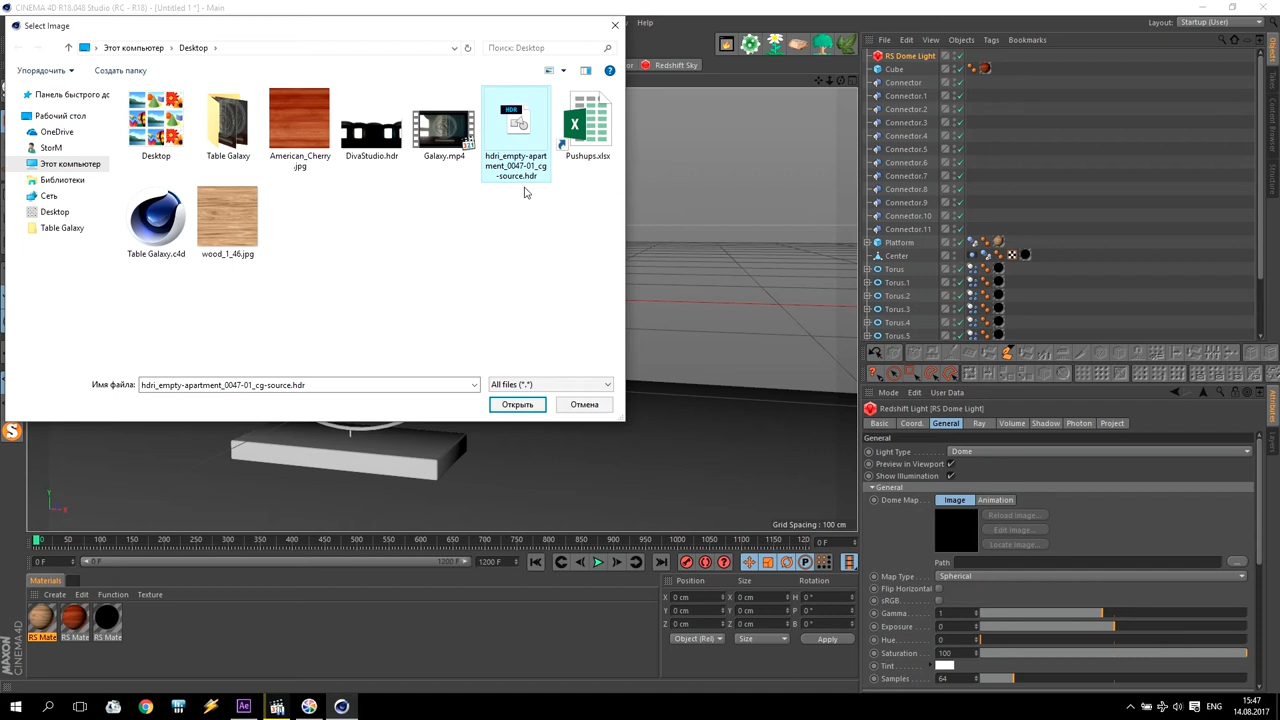 CINEMA 4D R18.048 Studio (RC - R18) - [Untitled 1 *] - Main
Select Image
Help
Layout:
Startup (User)
Этот компьютер
Desktop
Поиск: Desktop
File
Edit
View
Objects
Tags
Bookmarks
Redshift Sky
Упорядочить
Создать папку
RS Dome Light
Cube
Connector
Connector.1
Connector.2
Connector.3
Connector.4
Connector.5
Connector.6
Connector.7
Connector.8
Connector.9
Connector.10
Connector.11
Platform
Center
Torus
Torus.1
Torus.2
Torus.3
Torus.4
Torus.5
Objects
Takes
Content Browser
Structure
Attributes
Layers
Панель быстрого дс
Рабочий стол
OneDrive
StorM
Этот компьютер
Библиотеки
Сеть
Desktop
Table Galaxy
Desktop
Table Galaxy
American_Cherry
.jpg
DivaStudio.hdr
Galaxy.mp4
HDR
hdri_empty-apart
ment_0047-01_cg
-source.hdr
Pushups.xlsx
Table Galaxy.c4d
wood_1_46.jpg
Имя файла:
hdri_empty-apartment_0047-01_cg-source.hdr
All files (*.*)
Открыть
Отмена
Mode
Edit
User Data
Redshift Light [RS Dome Light]
Basic
Coord.
General
Ray
Volume
Shadow
Photon
Project
General
Light Type
Dome
Preview in Viewport
Show Illumination
General
Dome Map
Image
Animation
Reload Image...
Edit Image...
Locate Image...
Path
...
Map Type
Spherical
Flip Horizontal
sRGB
Gamma
1
Exposure
0
Hue
0
Saturation
100
Tint
Samples
64
Y
X
Grid Spacing : 100 cm
0 50 100 150 200 250 300 350 400 450 500 550 600 650 700 750 800 850 900 950 1000 1050 1100 1150 120
0 F
0 F
0 F
1200 F
1200 F
Materials
Create
Edit
Function
Texture
RS Mate
RS Mate
RS Mate
Position
Size
Rotation
X 0 cm
X 0 cm
H 0 °
Y 0 cm
Y 0 cm
P 0 °
Z 0 cm
Z 0 cm
B 0 °
Object (Rel)
Size
Apply
MAXON
CINEMA 4D
ENG
15:47
14.08.2017